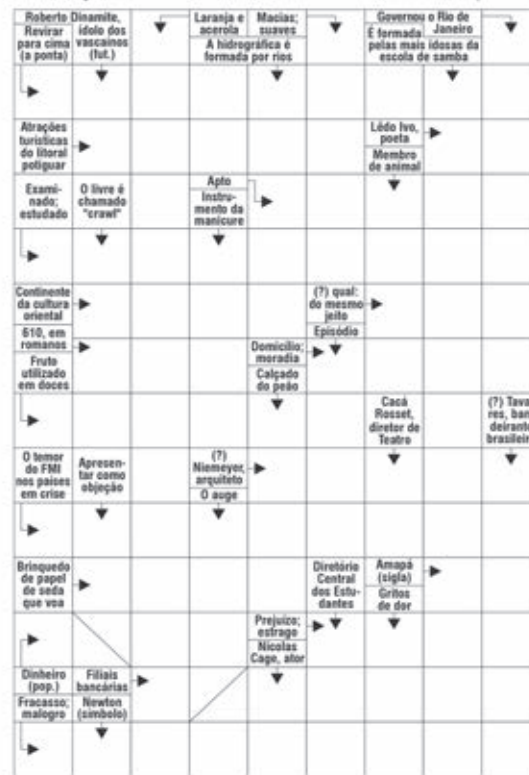 Roberto Dinamite,
ídolo dos
vascaínos
(fut.)
Revirar
para cima
(a ponta)
Laranja e
acerola
Macias;
suaves
A hidrográfica é
formada por rios
Governou o Rio de
Janeiro
É formada
pelas mais idosas da
escola de samba
Atrações
turísticas
do litoral
potiguar
Lêdo Ivo,
poeta
Membro
de animal
Exami-
nado;
estudado
O livre é
chamado
"crawl"
Apto
Instru-
mento da
manicure
Continente
da cultura
oriental
(?) qual:
do mesmo
jeito
Episódio
610, em
romanos
Fruto
utilizado
em doces
Domicílio;
moradia
Calçado
do peão
Cacá
Rosset,
diretor de
Teatro
(?) Tava
res, ban
deirante
brasileir
O temor
do FMI
nos países
em crise
Apresen-
tar como
objeção
(?)
Niemeyer,
arquiteto
O auge
Brinquedo
de papel
de seda
que voa
Diretório
Central
dos Estu-
dantes
Amapá
(sigla)
Gritos
de dor
Prejuízo;
estrago
Nicolas
Cage, ator
Dinheiro
(pop.)
Fracasso;
malogro
Filiais
bancárias
Newton
(símbolo)